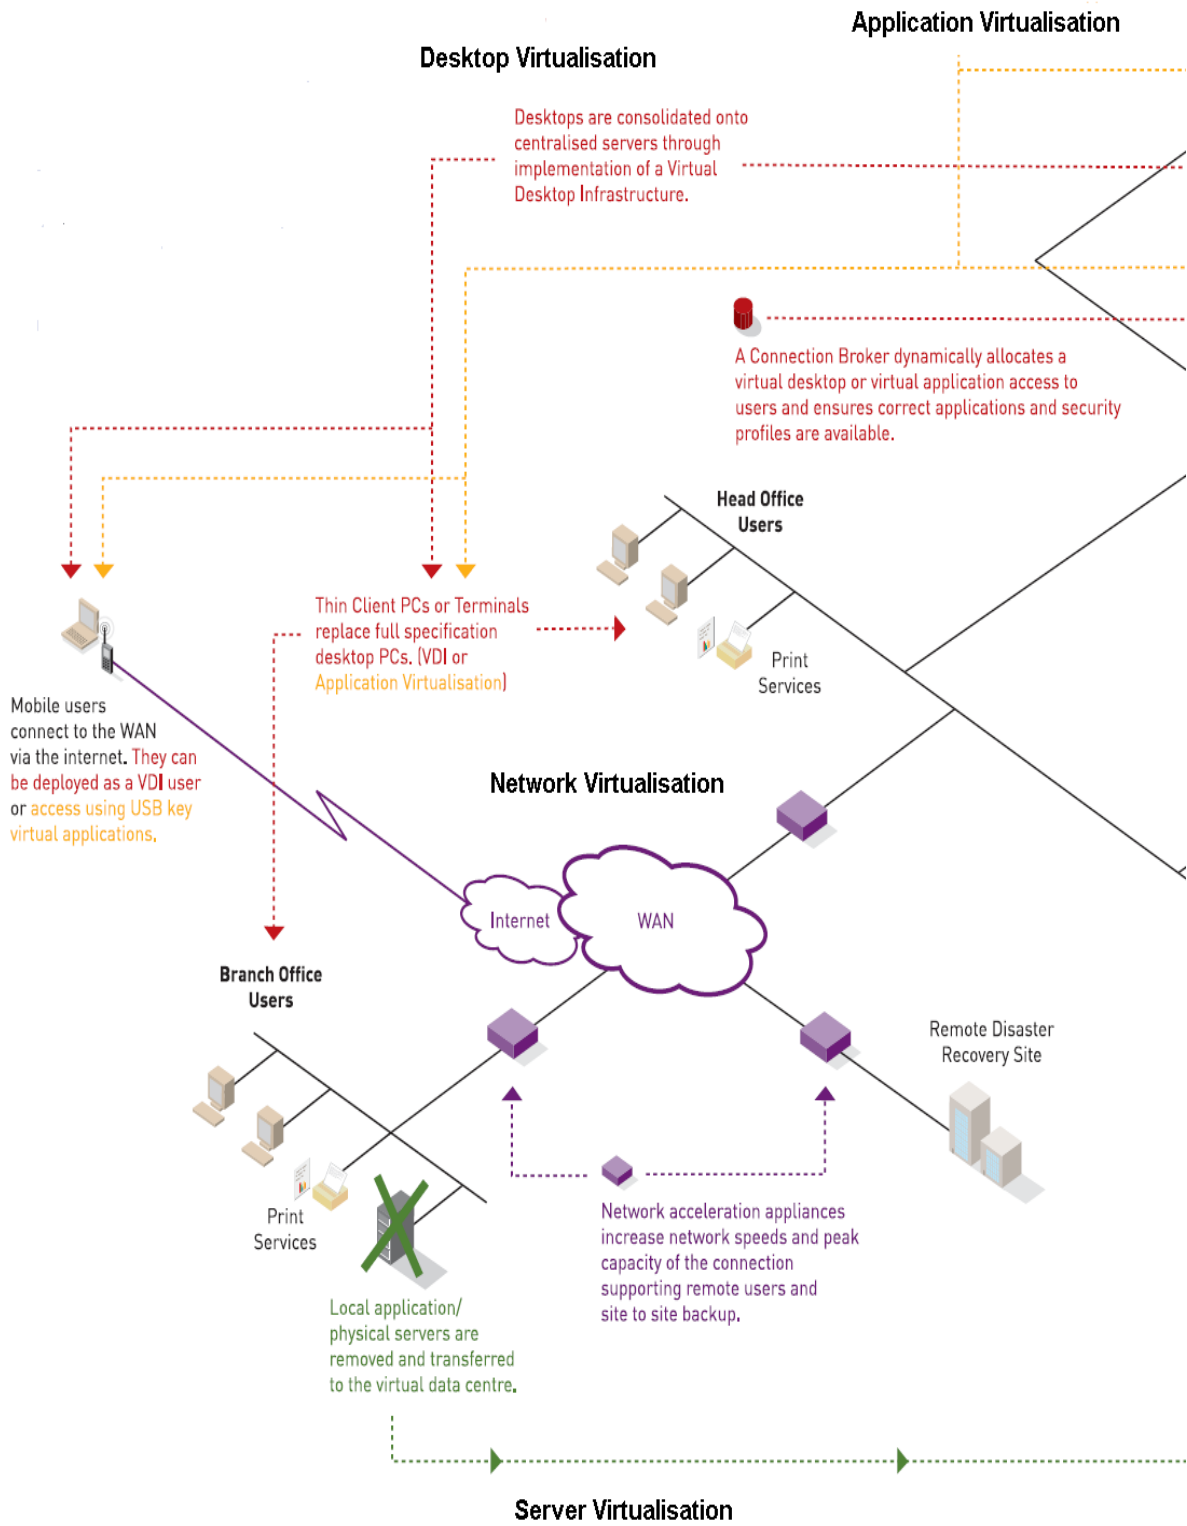 Application Virtualisation
Desktop Virtualisation
Desktops are consolidated onto
centralised servers through
implementation of a Virtual
Desktop Infrastructure.
A Connection Broker dynamically allocates a
virtual desktop or virtual application access to
users and ensures correct applications and security
profiles are available.
Head Office
Users
Thin Client PCs or Terminals
replace full specification
desktop PCs. (VDI or
Application Virtualisation)
Print
Services
Mobile users
connect to the WAN
via the internet. They can
be deployed as a VDI user
or access using USB key
virtual applications.
Network Virtualisation
Internet
WAN
Branch Office
Users
Remote Disaster
Recovery Site
Print
Services
Network acceleration appliances
increase network speeds and peak
capacity of the connection
supporting remote users and
site to site backup.
Local application/
physical servers are
removed and transferred
to the virtual data centre.
Server Virtualisation